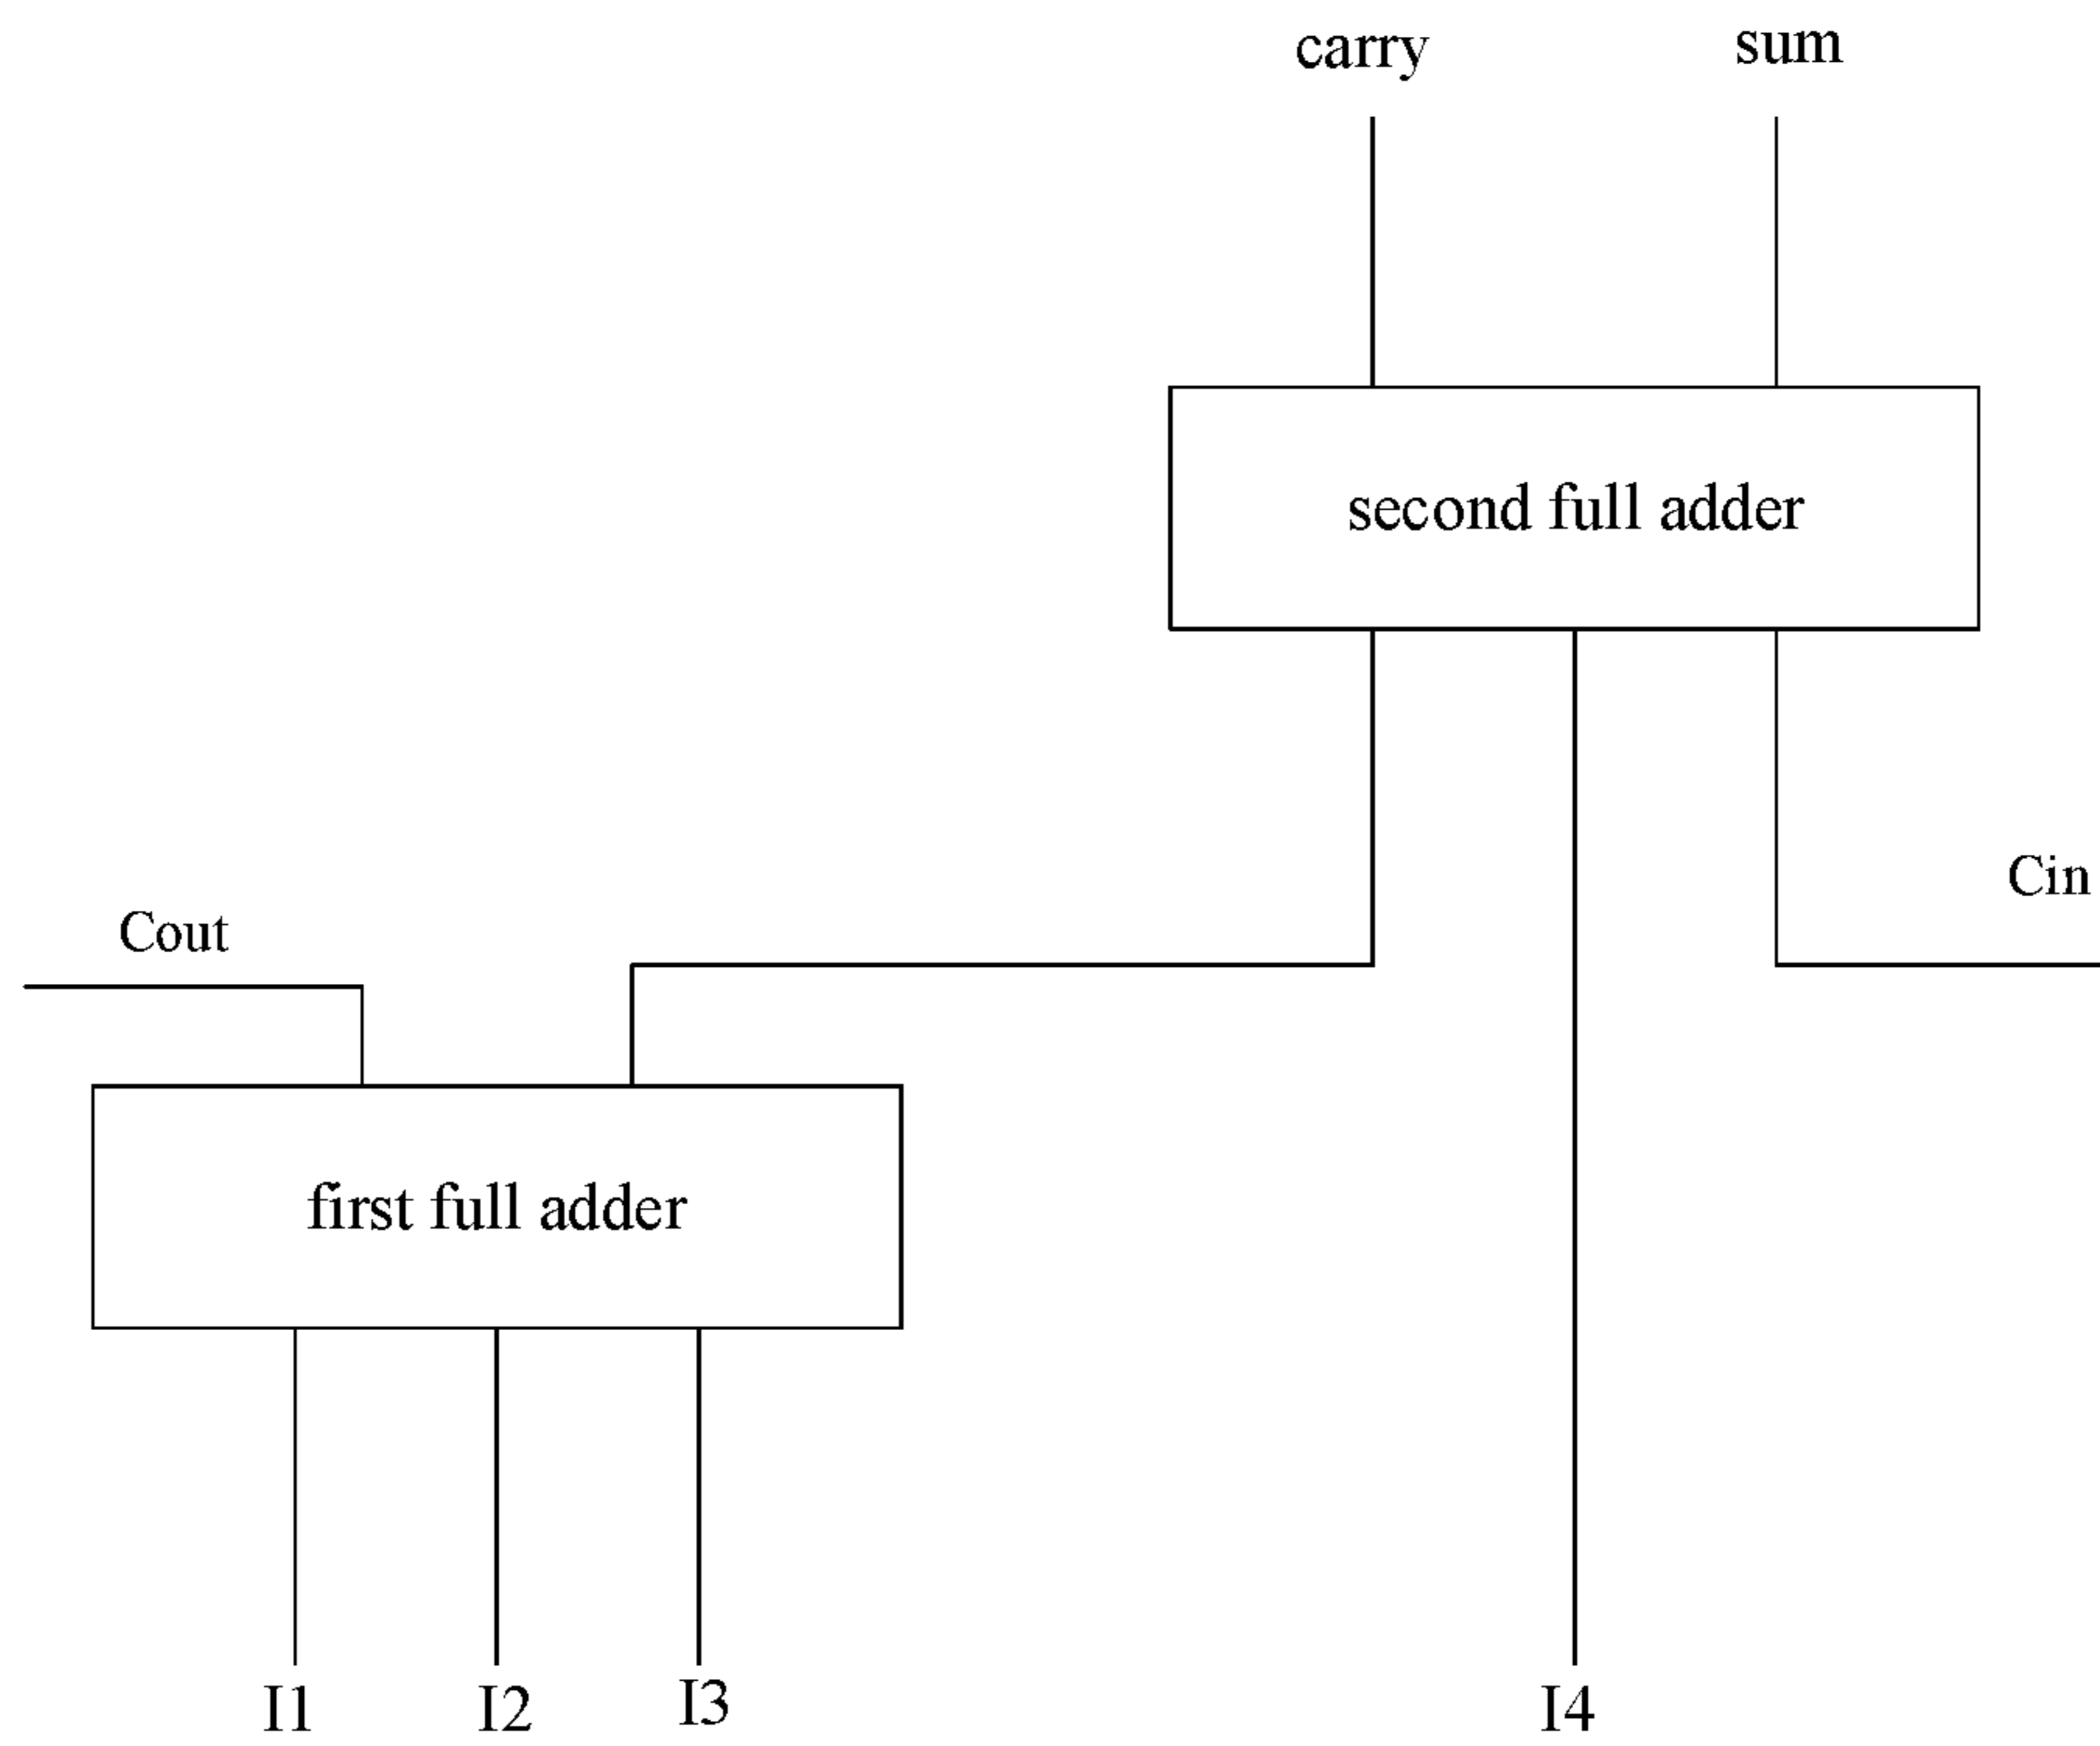 carry
sum
second full adder
Cin
Cout
first full adder
I1
I2
I3
I4